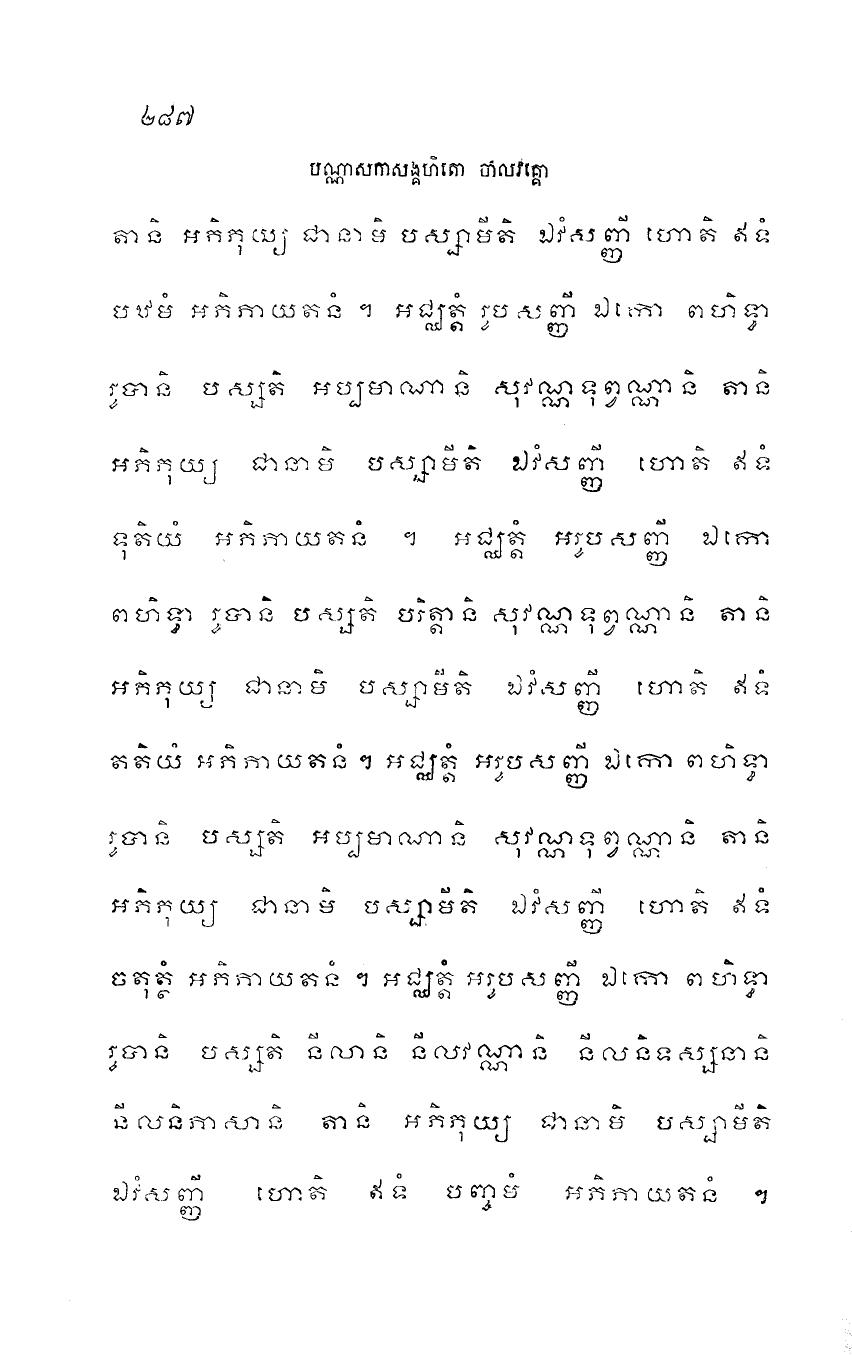 ២៨៧
បណ្ណាសកាសង្គហិតោ ចាលវគ្គោ
តានិ អភិភុយ្យ ជានាមិ បស្សាមីតិ ឯវំសញ្ញី ហោតិ ឥទំ
បឋមំ អភិភាយតនំ ។ អជ្ឈត្តំ រូបសញ្ញី ឯកោ ពហិទ្ធា
រូបានិ បស្សតិ អប្បមាណានិ សុវណ្ណទុព្វណ្ណានិ តានិ
អភិភុយ្យ ជានាមិ បស្សាមីតិ ឯវំសញ្ញី ហោតិ ឥទំ
ទុតិយំ អភិភាយតនំ ។ អជ្ឈត្តំ អរូបសញ្ញី ឯកោ
ពហិទ្ធា រូបានិ បស្សតិ បរិត្តានិ សុវណ្ណទុព្វណ្ណានិ តានិ
អភិភុយ្យ ជានាមិ បស្សាមីតិ ឯវំសញ្ញី ហោតិ ឥទំ
តតិយំ អភិភាយតនំ ។ អជ្ឈត្តំ អរូបសញ្ញី ឯកោ ពហិទ្ធា
រូបានិ បស្សតិ អប្បមាណានិ សុវណ្ណទុព្វណ្ណានិ តានិ
អភិភុយ្យ ជានាមិ បស្សាមីតិ ឯវំសញ្ញី ហោតិ ឥទំ
ចតុត្ថំ អភិភាយតនំ ។ អជ្ឈត្តំ អរូបសញ្ញី ឯកោ ពហិទ្ធា
រូបានិ បស្សតិ នីលានិ នីលវណ្ណានិ នីលនិទស្សនានិ
នីលនិភាសានិ តានិ អភិភុយ្យ ជានាមិ បស្សាមីតិ
ឯវំសញ្ញី ហោតិ ឥទំ បញ្ចមំ អភិភាយតនំ ។